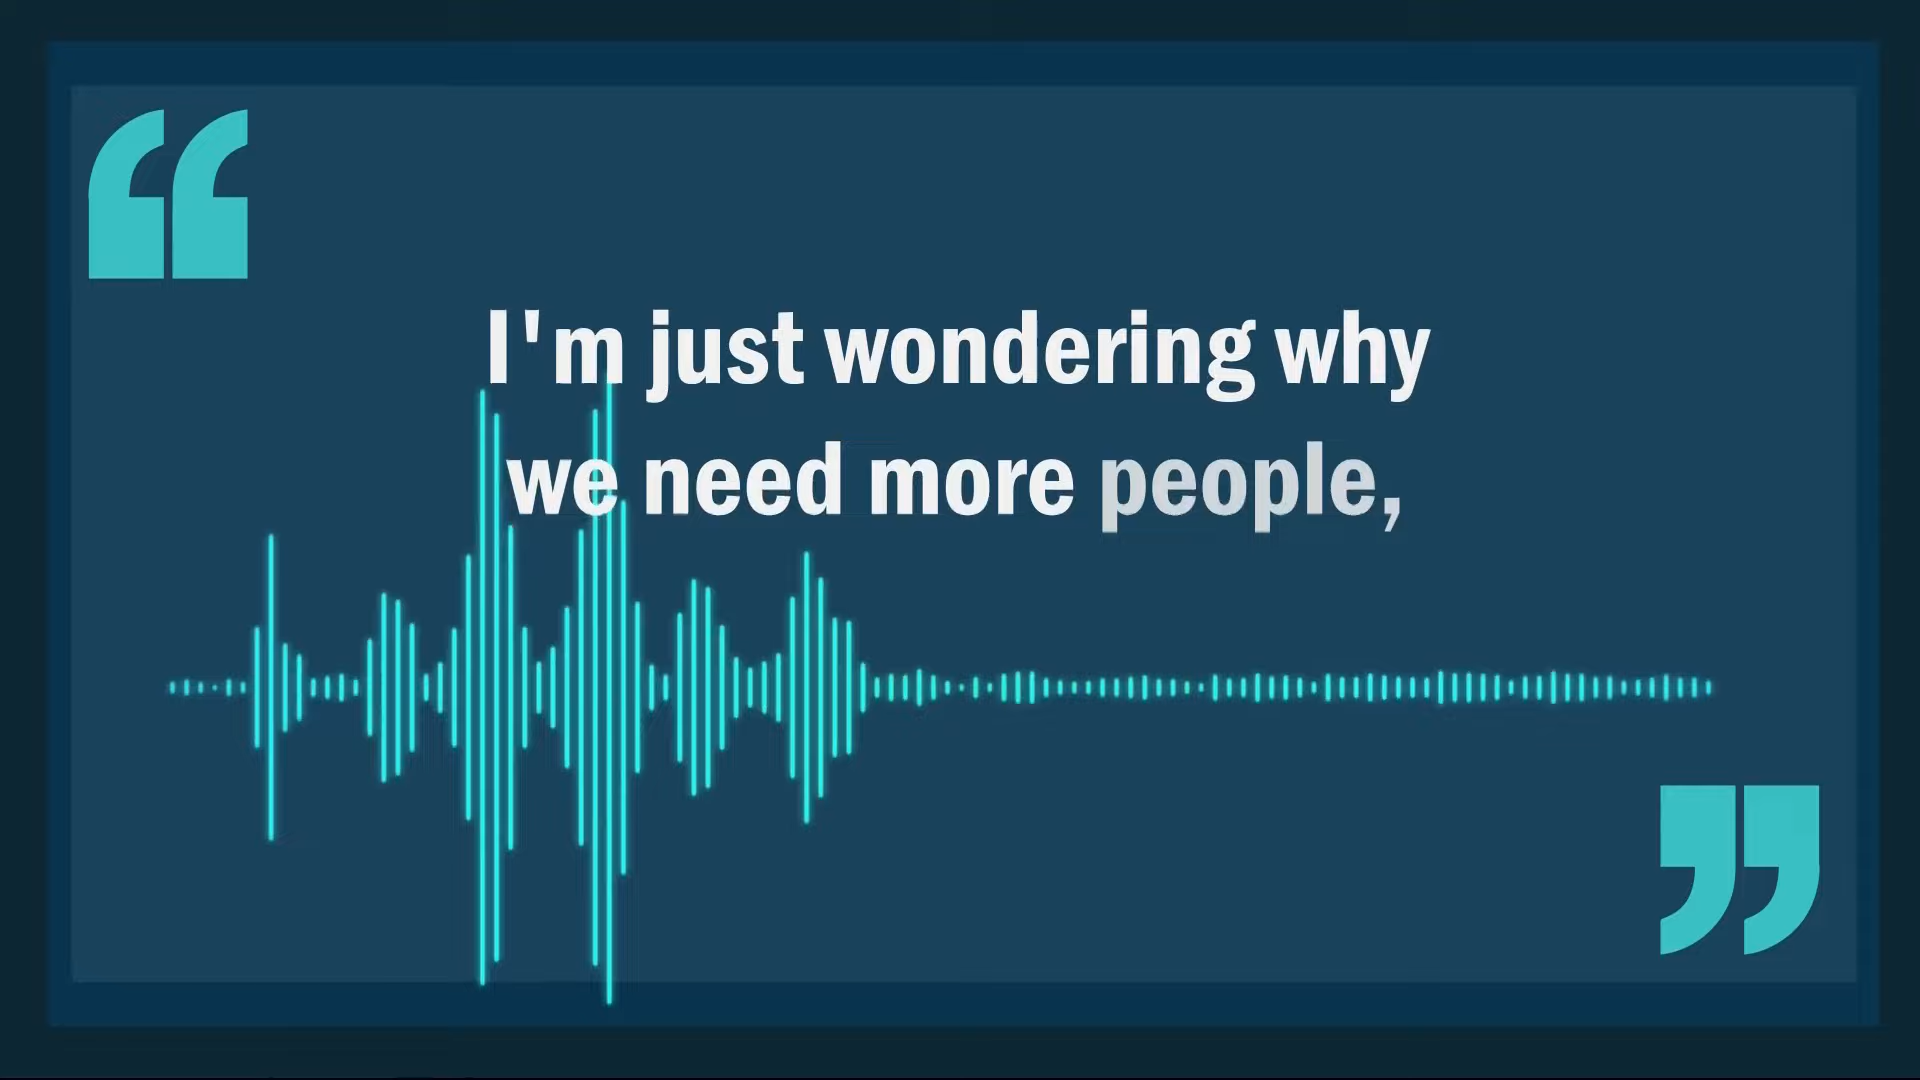 “
I'm just wondering why
we need more people,
”